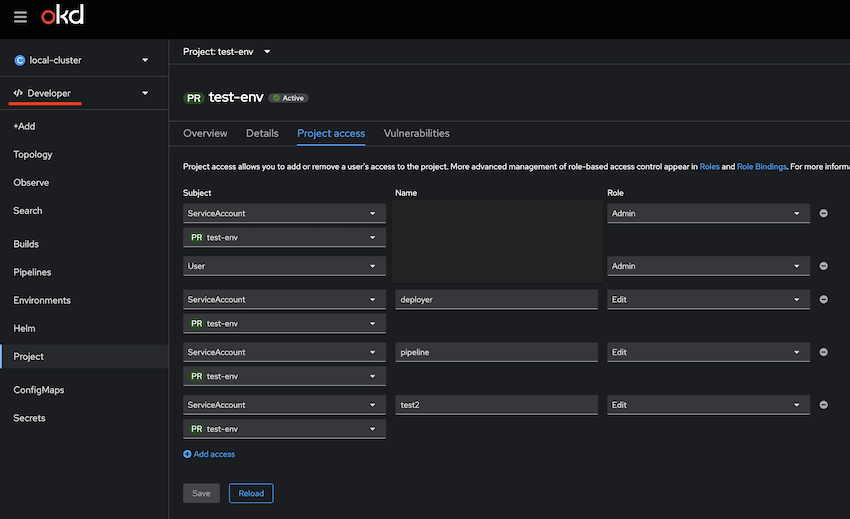 okd
C local-cluster
Project: test-env
</> Developer
PR test-env Active
+Add
Overview Details Project access Vulnerabilities
Topology
Project access allows you to add or remove a user's access to the project. More advanced management of role-based access control appear in Roles and Role Bindings. For more informa
Observe
Subject Name Role
Search
ServiceAccount Admin
PR test-env
Builds
User Admin
Pipelines
Environments
ServiceAccount deployer Edit
PR test-env
Helm
ServiceAccount pipeline Edit
Project
PR test-env
ConfigMaps
ServiceAccount test2 Edit
Secrets
PR test-env
Add access
Save Reload